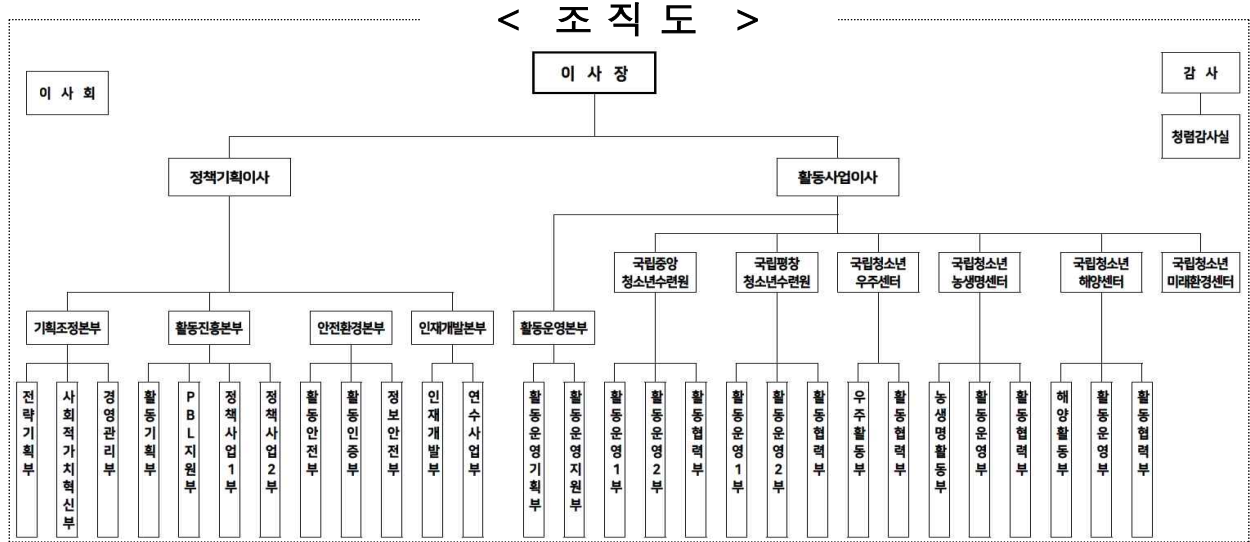 < 조 직 도 >
이 사 장
이 사 회
감 사
청렴감사실
정책기획이사
활동사업이사
국립중앙
청소년수련원
국립평창
청소년수련원
국립청소년
우주센터
국립청소년
농생명센터
국립청소년
해양센터
국립청소년
미래환경센터
기획조정본부
활동진흥본부
안전환경본부
인재개발본부
활동운영본부
전략기획부
사회적가치혁신부
경영관리부
활동기획부
PBL지원부
정책사업1부
정책사업2부
활동안전부
활동인증부
정보안전부
인재개발부
연수사업부
활동운영기획부
활동운영지원부
활동운영1부
활동운영2부
활동협력부
활동운영1부
활동운영2부
활동협력부
우주활동부
활동협력부
농생명활동부
활동운영부
활동협력부
해양활동부
활동운영부
활동협력부